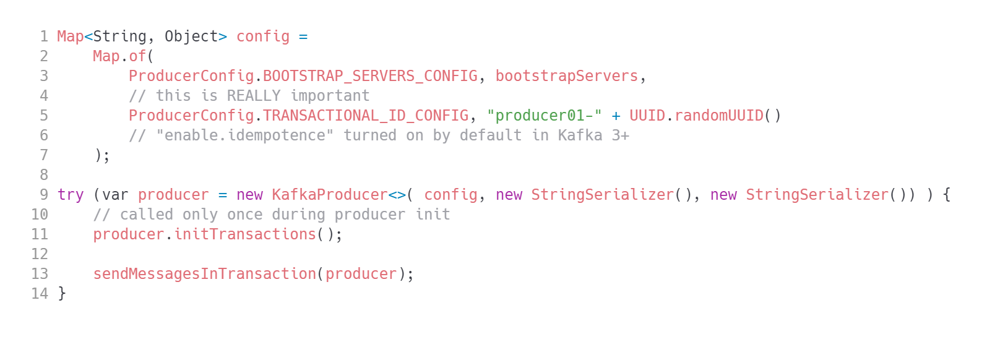 1 Map<String, Object> config =
2     Map.of(
3         ProducerConfig.BOOTSTRAP_SERVERS_CONFIG, bootstrapServers,
4         // this is REALLY important
5         ProducerConfig.TRANSACTIONAL_ID_CONFIG, "producer01-" + UUID.randomUUID()
6         // "enable.idempotence" turned on by default in Kafka 3+
7     );
8
9 try (var producer = new KafkaProducer<>( config, new StringSerializer(), new StringSerializer()) ) {
10     // called only once during producer init
11     producer.initTransactions();
12
13     sendMessagesInTransaction(producer);
14 }